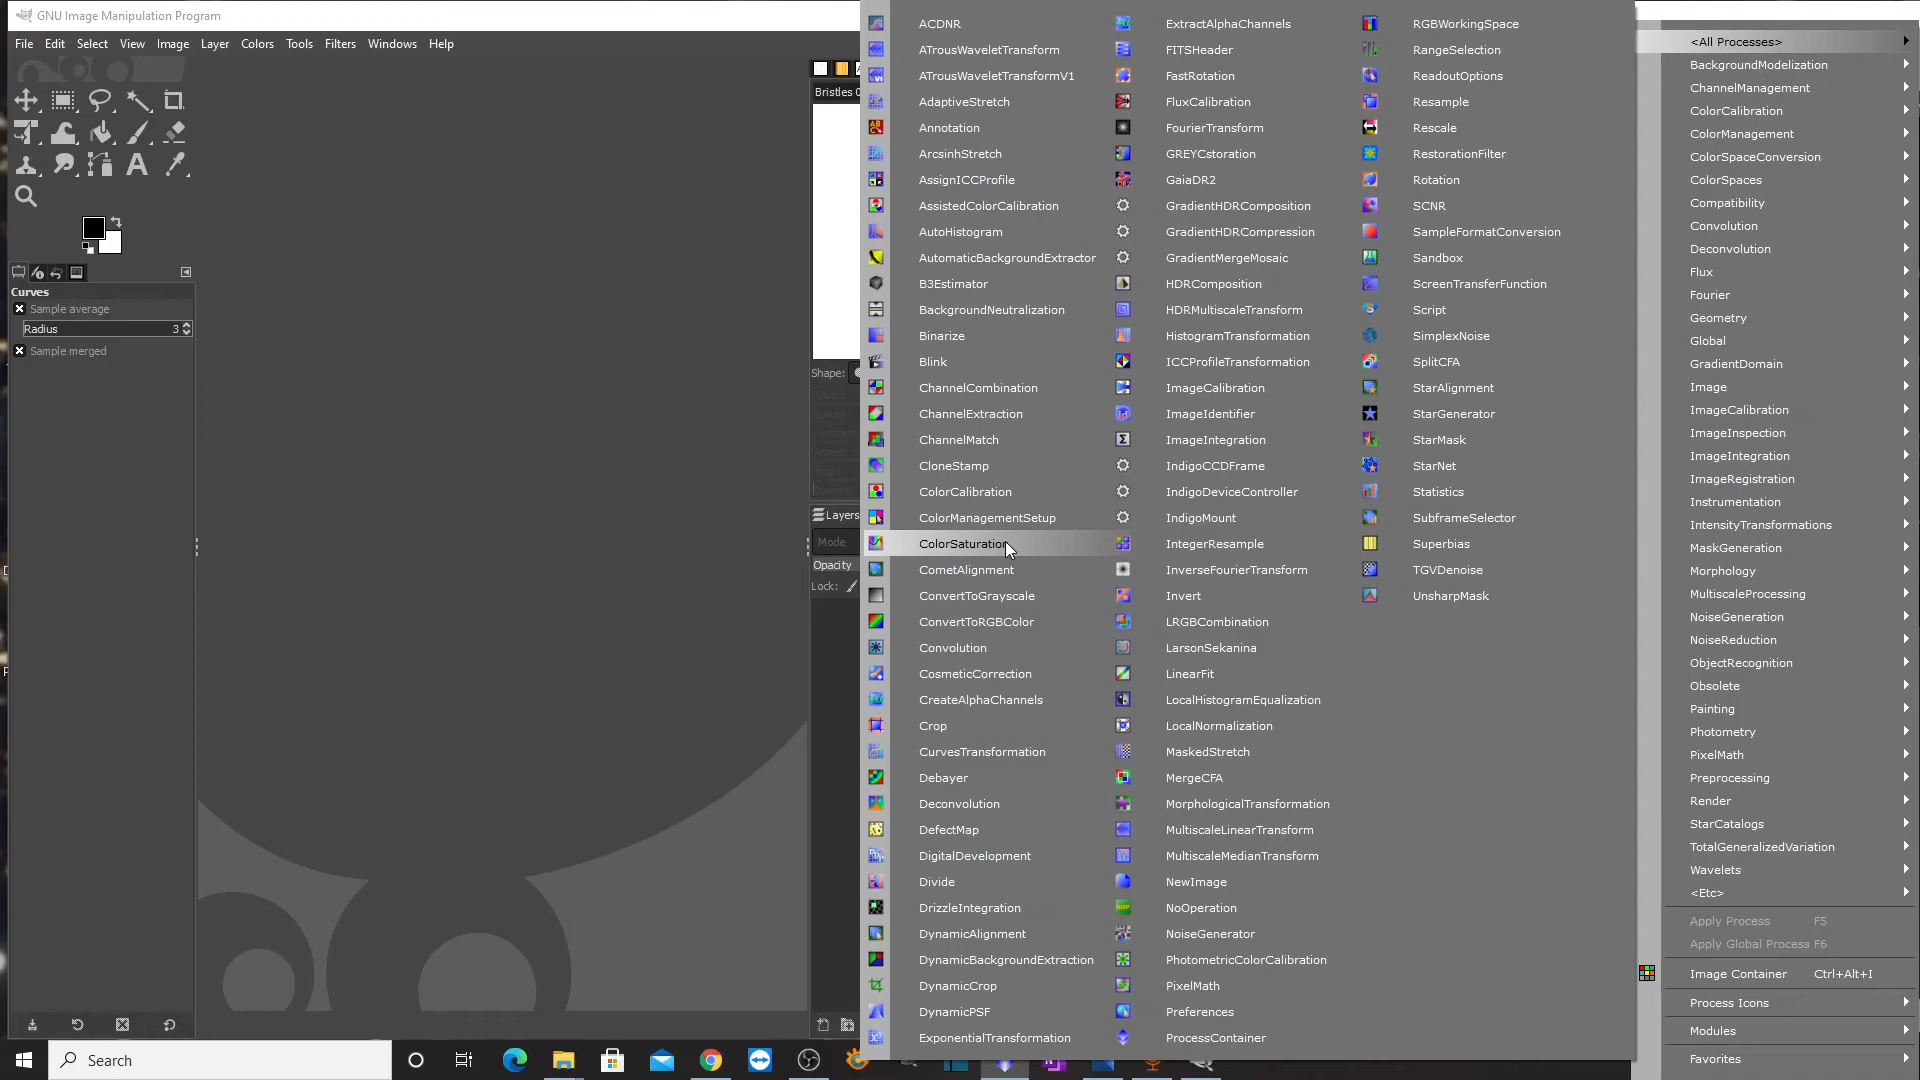 GNU Image Manipulation Program
File Edit Select View Image Layer Colors Tools Filters Windows Help
Curves
Sample average
Radius 3
Sample merged
Bristles 0
Shape:
Layers
Mode
Opacity
Lock:
ACDNR
ATrousWaveletTransform
ATrousWaveletTransformV1
AdaptiveStretch
Annotation
ArcsinhStretch
AssignICCProfile
AssistedColorCalibration
AutoHistogram
AutomaticBackgroundExtractor
B3Estimator
BackgroundNeutralization
Binarize
Blink
ChannelCombination
ChannelExtraction
ChannelMatch
CloneStamp
ColorCalibration
ColorManagementSetup
ColorSaturation
CometAlignment
ConvertToGrayscale
ConvertToRGBColor
Convolution
CosmeticCorrection
CreateAlphaChannels
Crop
CurvesTransformation
Debayer
Deconvolution
DefectMap
DigitalDevelopment
Divide
DrizzleIntegration
DynamicAlignment
DynamicBackgroundExtraction
DynamicCrop
DynamicPSF
ExponentialTransformation
ExtractAlphaChannels
FITSHeader
FastRotation
FluxCalibration
FourierTransform
GREYCstoration
GaiaDR2
GradientHDRComposition
GradientHDRCompression
GradientMergeMosaic
HDRComposition
HDRMultiscaleTransform
HistogramTransformation
ICCProfileTransformation
ImageCalibration
ImageIdentifier
ImageIntegration
IndigoCCDFrame
IndigoDeviceController
IndigoMount
IntegerResample
InverseFourierTransform
Invert
LRGBCombination
LarsonSekanina
LinearFit
LocalHistogramEqualization
LocalNormalization
MaskedStretch
MergeCFA
MorphologicalTransformation
MultiscaleLinearTransform
MultiscaleMedianTransform
NewImage
NoOperation
NoiseGenerator
PhotometricColorCalibration
PixelMath
Preferences
ProcessContainer
RGBWorkingSpace
RangeSelection
ReadoutOptions
Resample
Rescale
RestorationFilter
Rotation
SCNR
SampleFormatConversion
Sandbox
ScreenTransferFunction
Script
SimplexNoise
SplitCFA
StarAlignment
StarGenerator
StarMask
StarNet
Statistics
SubframeSelector
Superbias
TGVDenoise
UnsharpMask
<All Processes>
BackgroundModelization
ChannelManagement
ColorCalibration
ColorManagement
ColorSpaceConversion
ColorSpaces
Compatibility
Convolution
Deconvolution
Flux
Fourier
Geometry
Global
GradientDomain
Image
ImageCalibration
ImageInspection
ImageIntegration
ImageRegistration
Instrumentation
IntensityTransformations
MaskGeneration
Morphology
MultiscaleProcessing
NoiseGeneration
NoiseReduction
ObjectRecognition
Obsolete
Painting
Photometry
PixelMath
Preprocessing
Render
StarCatalogs
TotalGeneralizedVariation
Wavelets
<Etc>
Apply Process F5
Apply Global Process F6
Image Container Ctrl+Alt+I
Process Icons
Modules
Favorites
Search